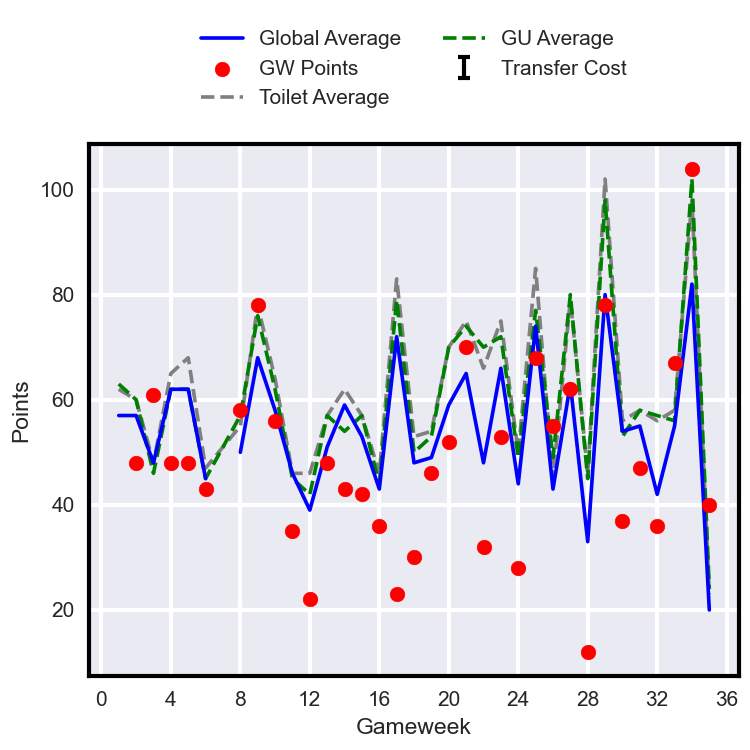 Global Average
GW Points
Toilet Average
GU Average
Transfer Cost
100
80
60
40
20
Points
0 4 8 12 16 20 24 28 32 36
Gameweek